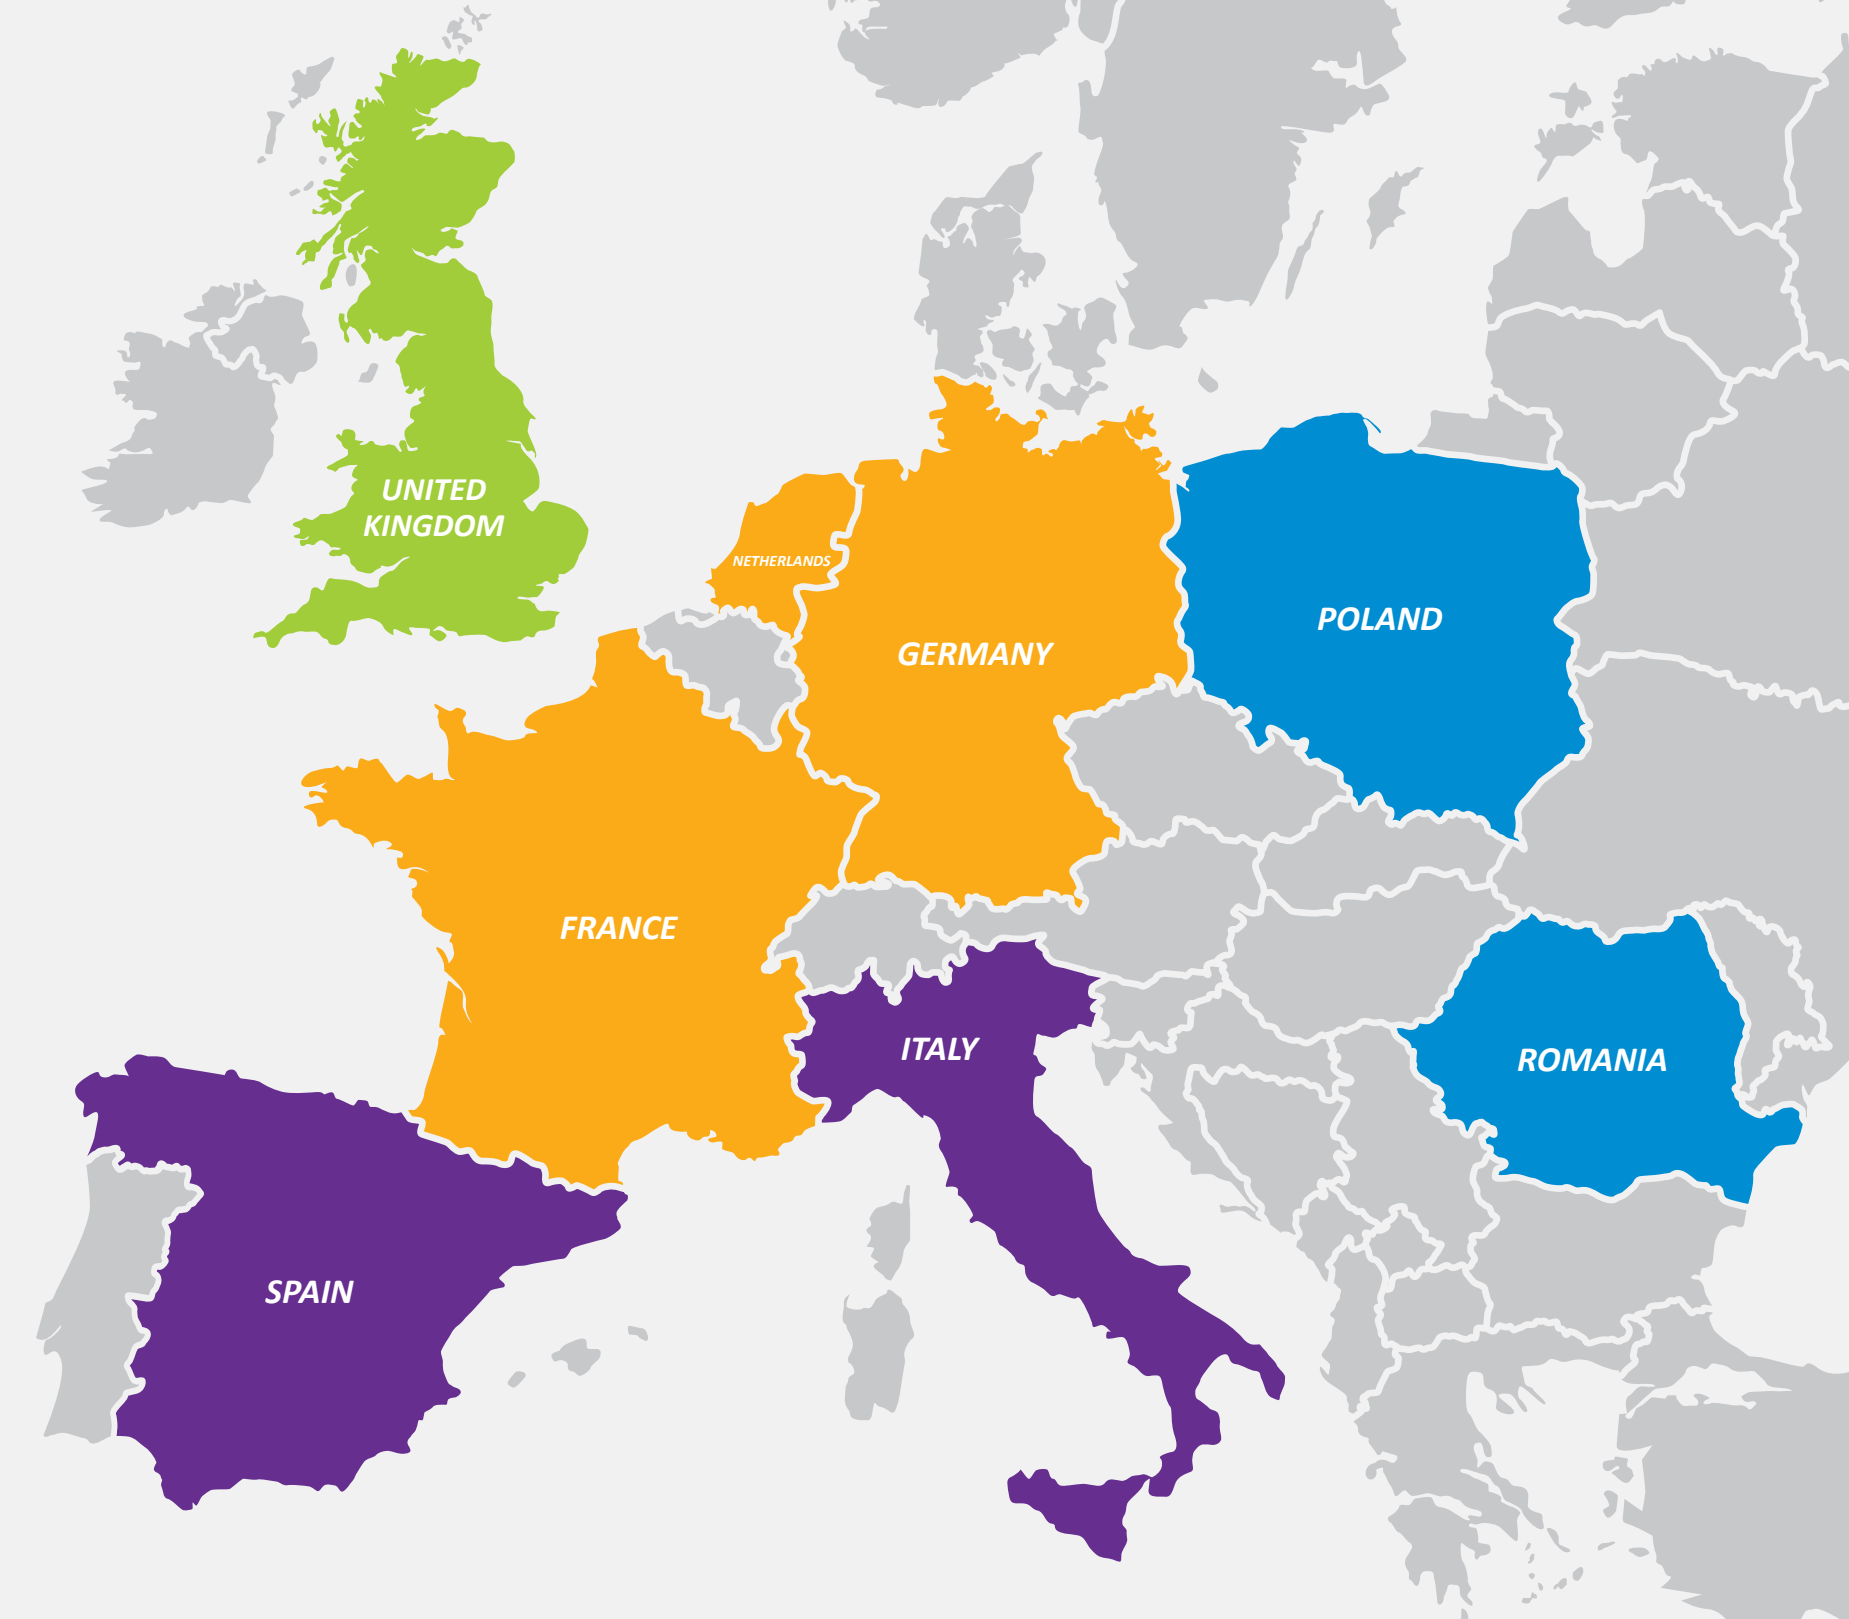 UNITED
KINGDOM
NETHERLANDS
POLAND
GERMANY
FRANCE
ITALY
ROMANIA
SPAIN